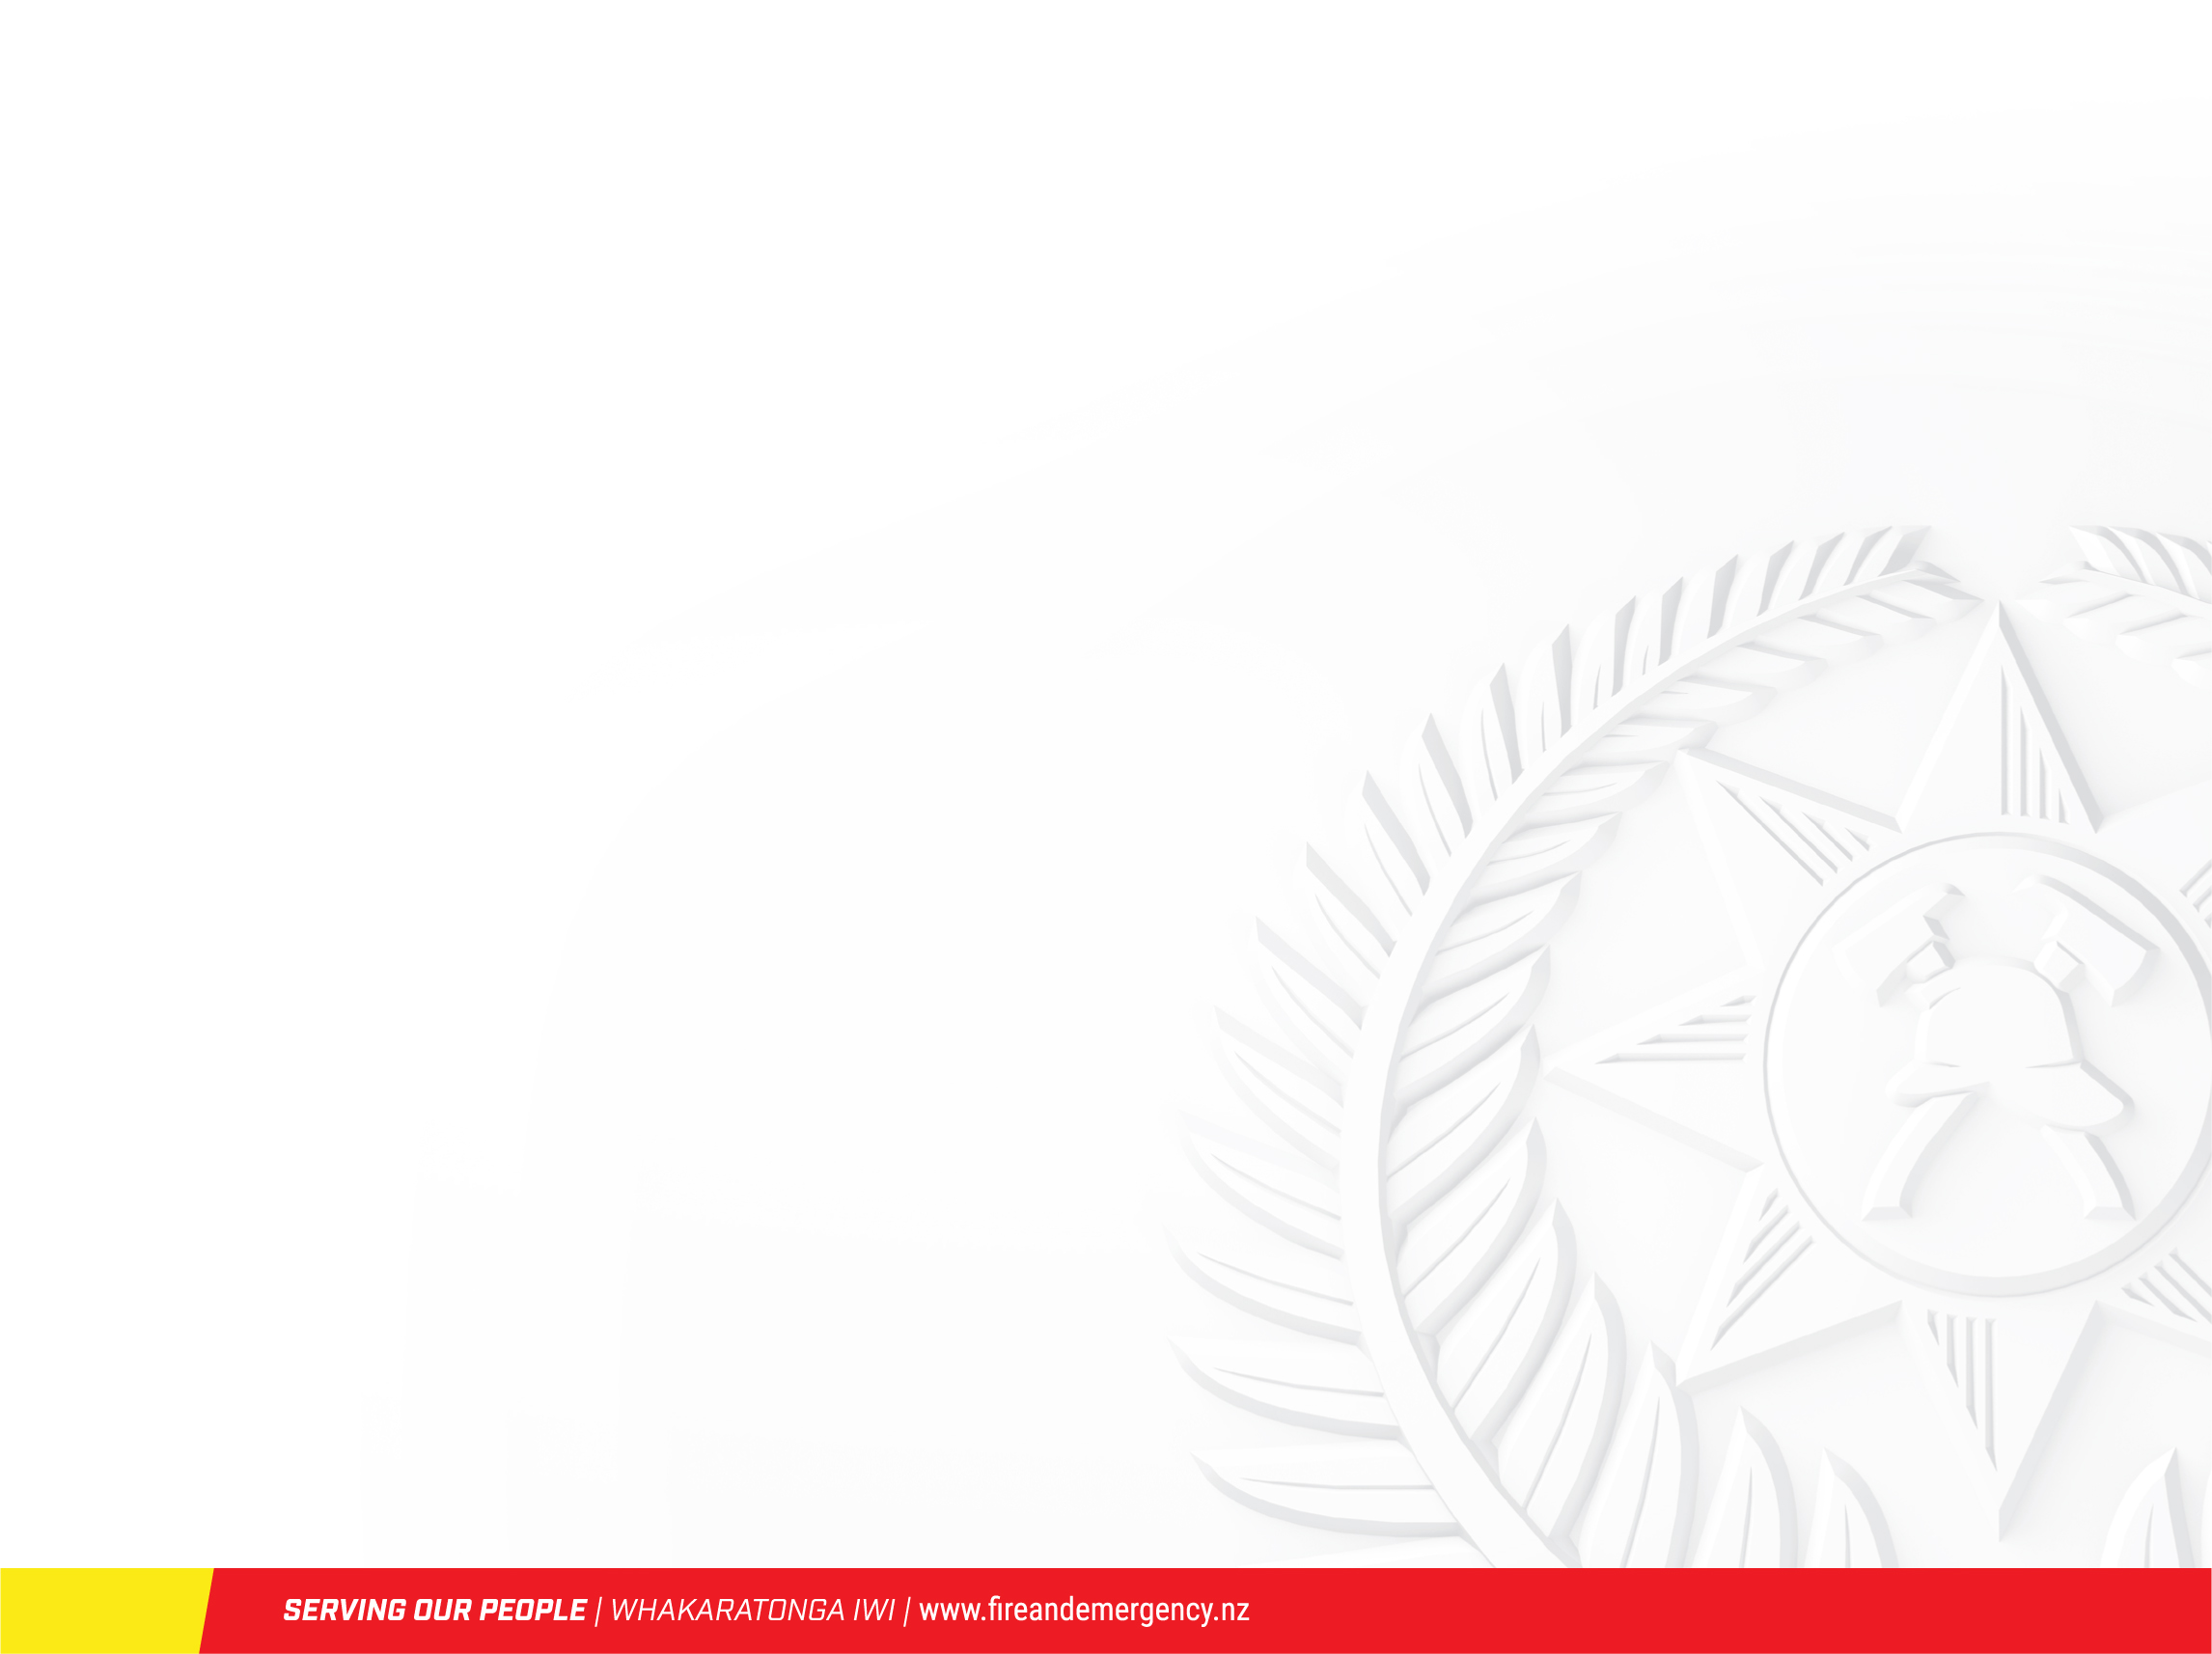 SERVING OUR PEOPLE | WHAKARATONGA IWI | www.fireandemergency.nz